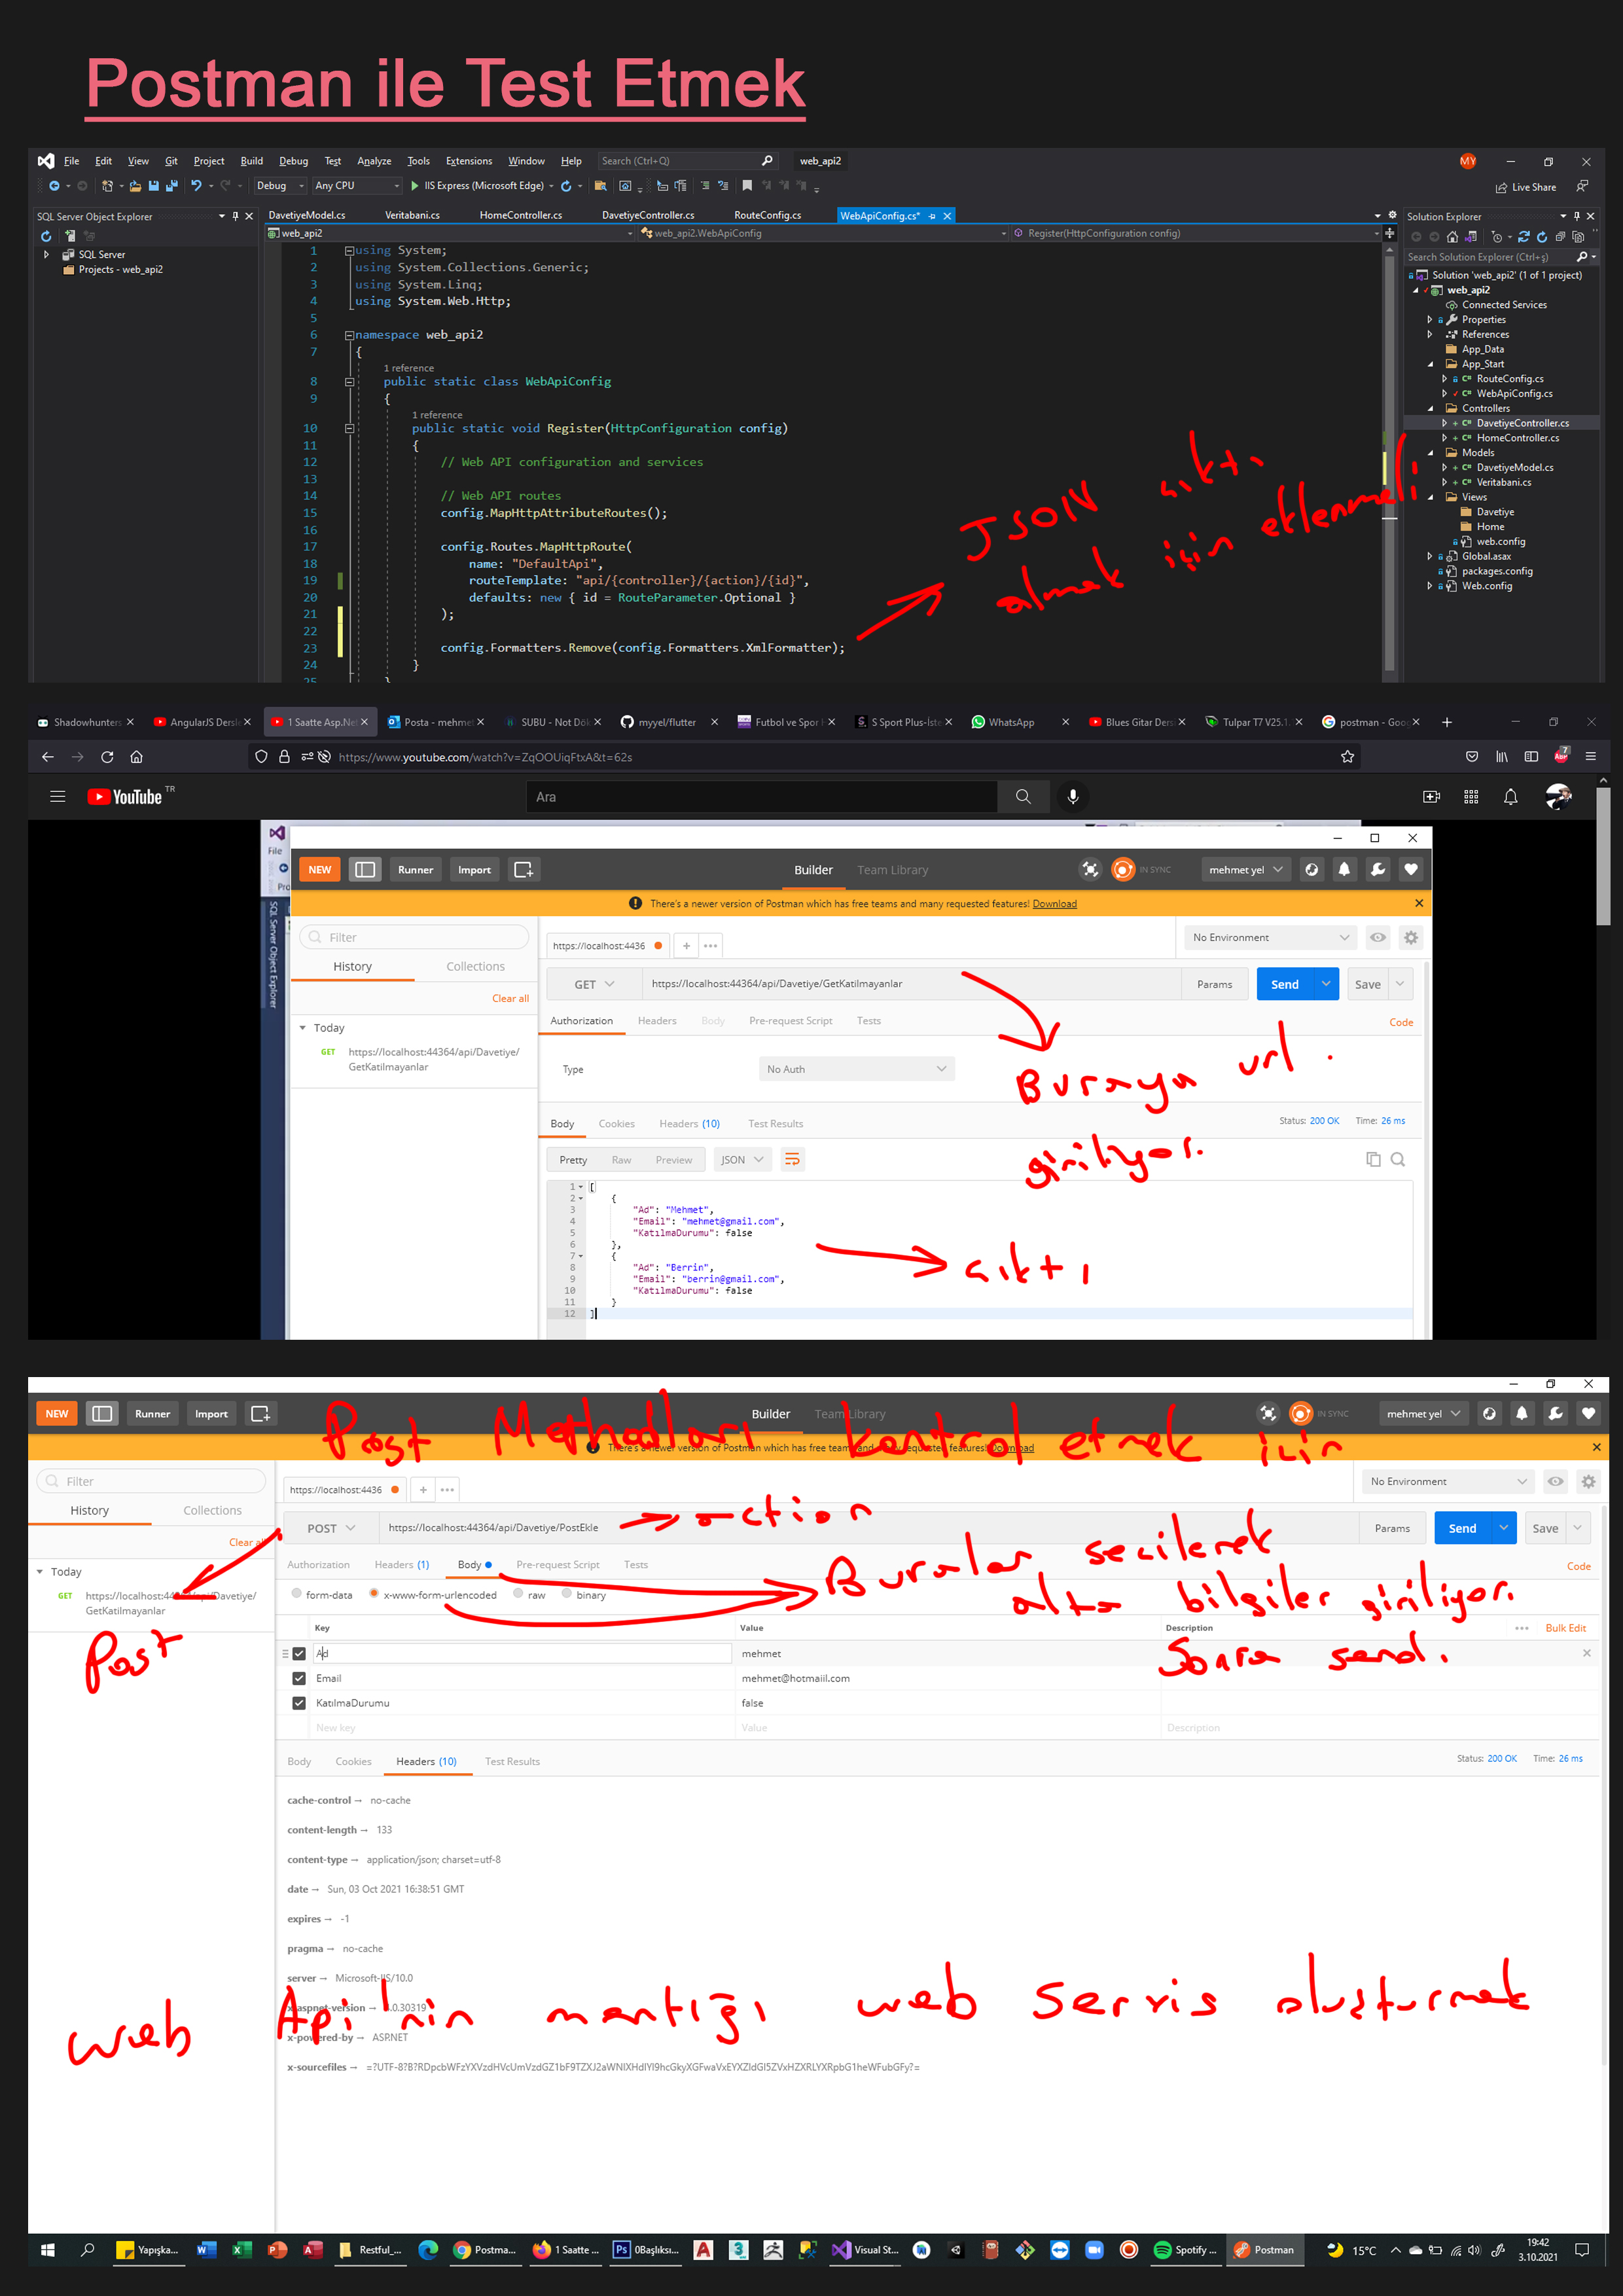 Postman ile Test Etmek
File Edit View Git Project Build Debug Test Analyze Tools Extensions Window Help Search (Ctrl+Q) web_api2 MY
Debug Any CPU IIS Express (Microsoft Edge) Live Share
SQL Server Object Explorer
SQL Server
Projects - web_api2
DavetiyeModel.cs Veritabani.cs HomeController.cs DavetiyeController.cs RouteConfig.cs WebApiConfig.cs*
web_api2 web_api2.WebApiConfig Register(HttpConfiguration config)
1 using System;
2 using System.Collections.Generic;
3 using System.Linq;
4 using System.Web.Http;
5
6 namespace web_api2
7 {
1 reference
8 public static class WebApiConfig
9 {
1 reference
10 public static void Register(HttpConfiguration config)
11 {
12 // Web API configuration and services
13
14 // Web API routes
15 config.MapHttpAttributeRoutes();
16
17 config.Routes.MapHttpRoute(
18 name: "DefaultApi",
19 routeTemplate: "api/{controller}/{action}/{id}",
20 defaults: new { id = RouteParameter.Optional }
21 );
22
23 config.Formatters.Remove(config.Formatters.XmlFormatter);
24 }
25 }
JSON çıktı
almak için eklenmeli
Solution Explorer
Search Solution Explorer (Ctrl+ş)
Solution 'web_api2' (1 of 1 project)
web_api2
Connected Services
Properties
References
App_Data
App_Start
RouteConfig.cs
WebApiConfig.cs
Controllers
DavetiyeController.cs
HomeController.cs
Models
DavetiyeModel.cs
Veritabani.cs
Views
Davetiye
Home
web.config
Global.asax
packages.config
Web.config
Shadowhunters AngularJS Dersle 1 Saatte Asp.Net Posta - mehmet SUBU - Not Dök myyel/flutter Futbol ve Spor S Sport Plus-İste WhatsApp Blues Gitar Ders Tulpar T7 V25.1. postman - Goog
https://www.youtube.com/watch?v=ZqOOUiqFtxA&t=62s
YouTube TR Ara
File
Pro
SQL Server Object Explorer
NEW Runner Import Builder Team Library IN SYNC mehmet yel
There's a newer version of Postman which has free teams and many requested features! Download
Filter
History Collections
Clear all
Today
GET https://localhost:44364/api/Davetiye/
GetKatilmayanlar
https://localhost:4436 No Environment
GET https://localhost:44364/api/Davetiye/GetKatilmayanlar Params Send Save
Authorization Headers Body Pre-request Script Tests Code
Type No Auth
Buraya url
giriliyor.
Body Cookies Headers (10) Test Results Status: 200 OK Time: 26 ms
Pretty Raw Preview JSON
1 [
2 {
3 "Ad": "Mehmet",
4 "Email": "mehmet@gmail.com",
5 "KatılmaDurumu": false
6 },
7 {
8 "Ad": "Berrin",
9 "Email": "berrin@gmail.com",
10 "KatılmaDurumu": false
11 }
12 ]
çıktı
NEW Runner Import Builder Team Library IN SYNC mehmet yel
Post Methodları kontrol etmek için
There's a newer version of Postman which has free teams and many requested features! Download
Filter
History Collections
Clear all
Today
GET https://localhost:44364/api/Davetiye/
GetKatilmayanlar
Post
https://localhost:4436 No Environment
POST https://localhost:44364/api/Davetiye/PostEkle Params Send Save
action
Authorization Headers (1) Body Pre-request Script Tests Code
form-data x-www-form-urlencoded raw binary
Buralar secilerek
alta bilgiler giriliyor.
Sonra send.
Key Value Description Bulk Edit
Ad mehmet
Email mehmet@hotmaiil.com
KatılmaDurumu false
New key Value Description
Body Cookies Headers (10) Test Results Status: 200 OK Time: 26 ms
cache-control → no-cache
content-length → 133
content-type → application/json; charset=utf-8
date → Sun, 03 Oct 2021 16:38:51 GMT
expires → -1
pragma → no-cache
server → Microsoft-IIS/10.0
x-aspnet-version → 4.0.30319
x-powered-by → ASP.NET
web Api'nin mantığı web servis oluşturmak
19:42
Yapışka... Restful_... Postma... 1 Saatte ... 0Başlıksı... Visual St... Spotify ... Postman 15°C
3.10.2021